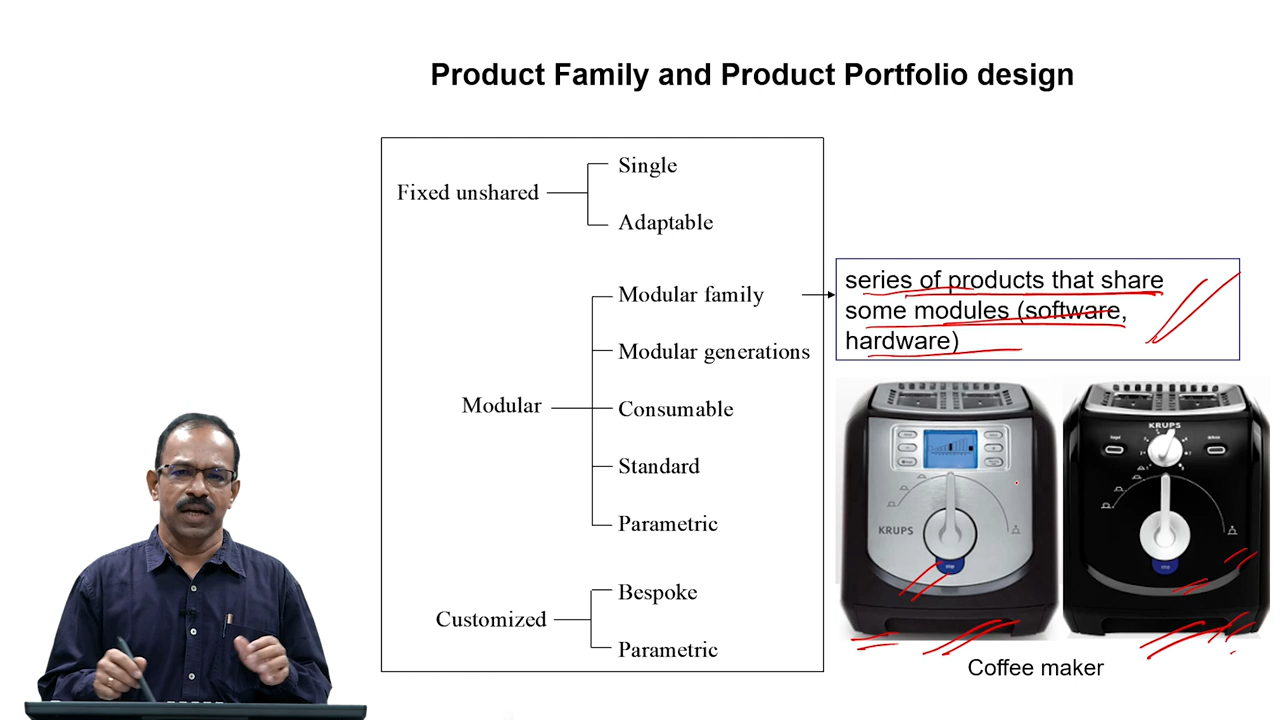 Product Family and Product Portfolio design
Fixed unshared
Single
Adaptable
Modular
Modular family
Modular generations
Consumable
Standard
Parametric
Customized
Bespoke
Parametric
series of products that share
some modules (software,
hardware)
KRUPS
KRUPS
Coffee maker